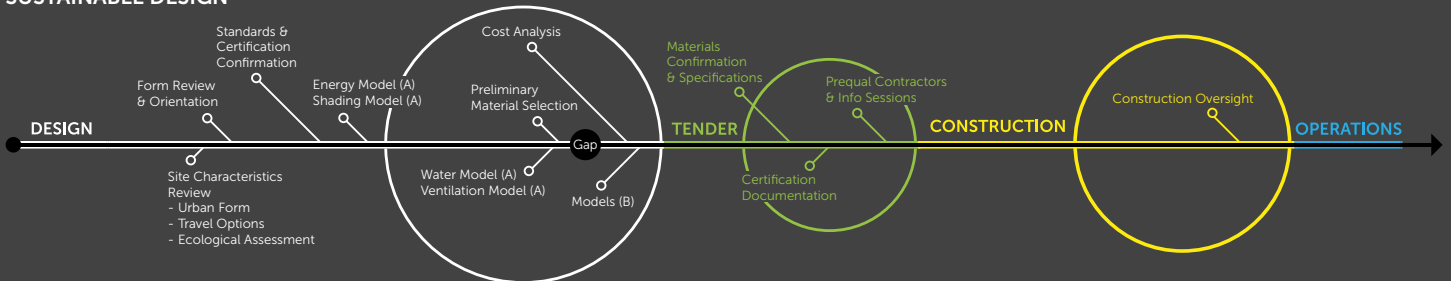 SUSTAINABLE DESIGN
Standards &
Certification
Confirmation
Form Review
& Orientation
Energy Model (A)
Shading Model (A)
Cost Analysis
Preliminary
Material Selection
Materials
Confirmation
& Specifications
Prequal Contractors
& Info Sessions
Construction Oversight
DESIGN
TENDER
CONSTRUCTION
OPERATIONS
Gap
Site Characteristics
Review
- Urban Form
- Travel Options
- Ecological Assessment
Water Model (A)
Ventilation Model (A)
Models (B)
Certification
Documentation